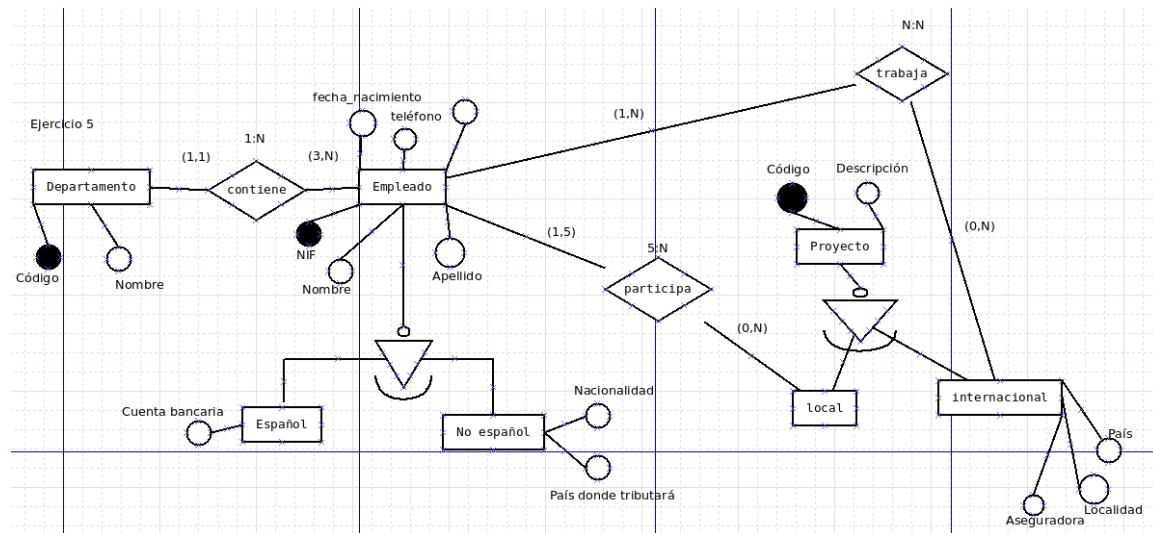 N:N
trabaja
fecha_nacimiento
teléfono
(1,N)
Ejercicio 5
1:N
(1,1)
(3,N)
Departamento
contiene
Empleado
Código
Descripción
(0,N)
(1,5)
5:N
Proyecto
NIF
Código
Nombre
Nombre
Apellido
participa
(0,N)
Nacionalidad
internacional
local
Cuenta bancaria
Español
No español
País
País donde tributará
Localidad
Aseguradora